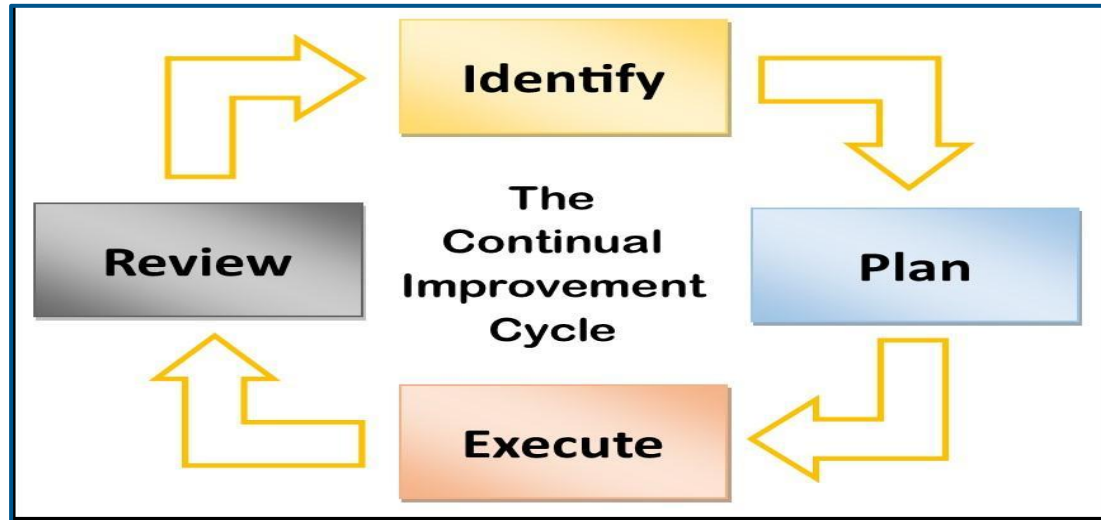 Identify
The
Continual
Improvement
Cycle
Review
Plan
Execute